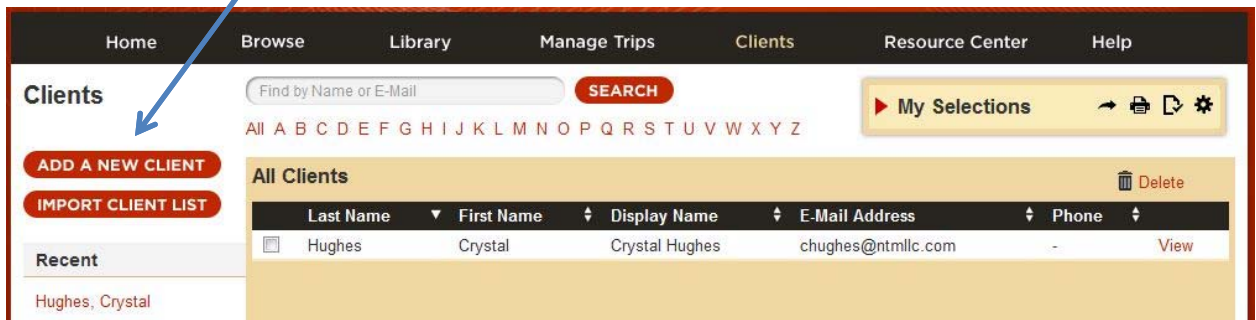 Home Browse Library Manage Trips Clients Resource Center Help
Clients
Find by Name or E-Mail SEARCH
My Selections
All A B C D E F G H I J K L M N O P Q R S T U V W X Y Z
ADD A NEW CLIENT
IMPORT CLIENT LIST
All Clients Delete
Last Name First Name Display Name E-Mail Address Phone
Hughes Crystal Crystal Hughes chughes@ntmllc.com - View
Recent
Hughes, Crystal